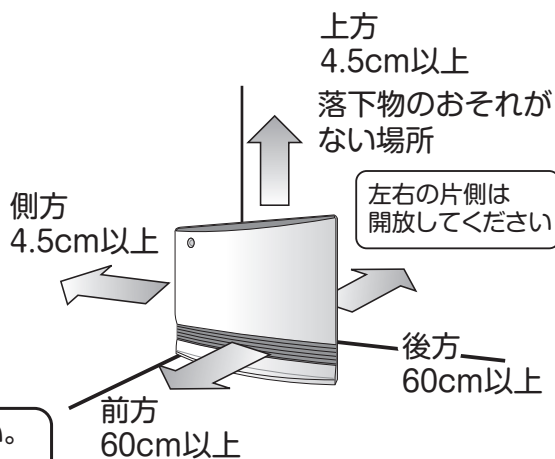 上方
4.5cm以上
落下物のおそれが
ない場所
左右の片側は
開放してください
側方
4.5cm以上
後方
60cm以上
前方
60cm以上
い。